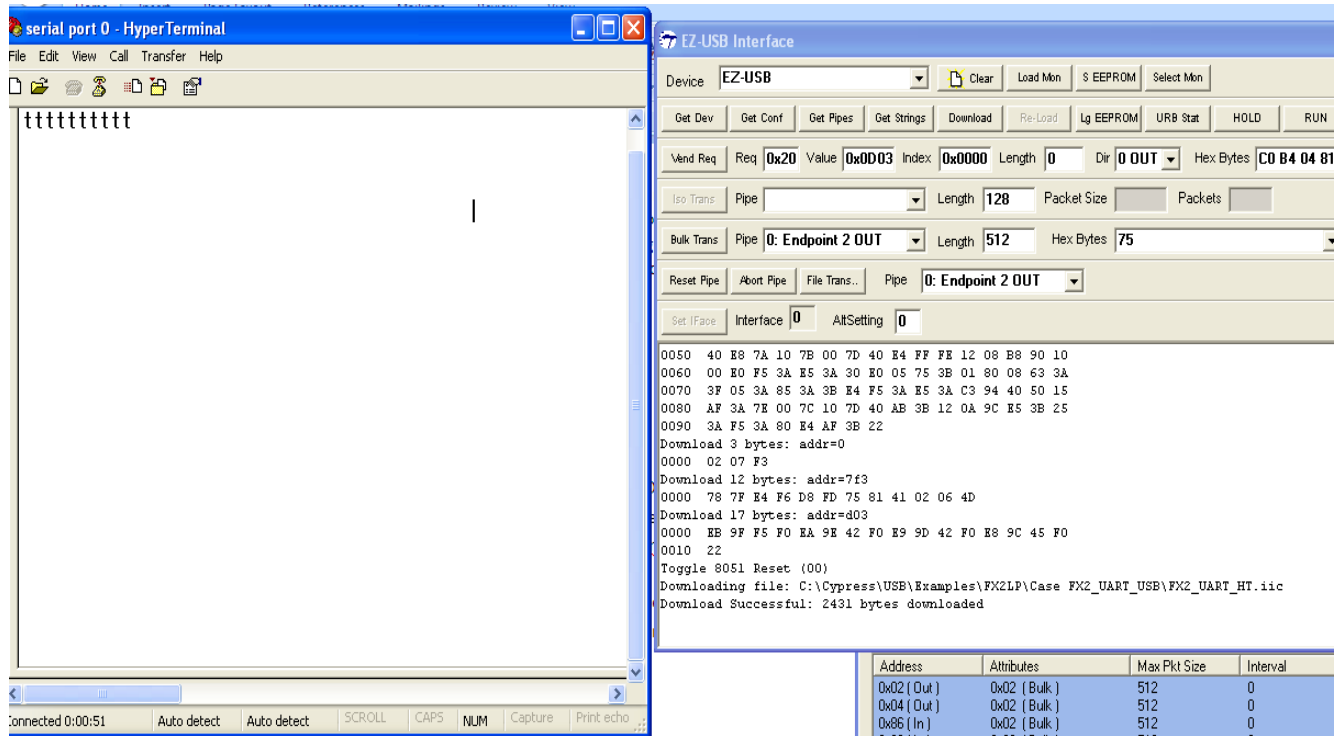 serial port 0 - HyperTerminal
File Edit View Call Transfer Help
tttttttttt
Connected 0:00:51 Auto detect Auto detect SCROLL CAPS NUM Capture Print echo
EZ-USB Interface
Device EZ-USB Clear Load Mon S EEPROM Select Mon
Get Dev Get Conf Get Pipes Get Strings Download Re-Load Lg EEPROM URB Stat HOLD RUN
Vend Req Req 0x20 Value 0x0D03 Index 0x0000 Length 0 Dir 0 OUT Hex Bytes C0 B4 04 81
Iso Trans Pipe Length 128 Packet Size Packets
Bulk Trans Pipe 0: Endpoint 2 OUT Length 512 Hex Bytes 75
Reset Pipe Abort Pipe File Trans.. Pipe 0: Endpoint 2 OUT
Set IFace Interface 0 AltSetting 0
0050 40 E8 7A 10 7B 00 7D 40 E4 FF FE 12 08 B8 90 10
0060 00 E0 F5 3A E5 3A 30 E0 05 75 3B 01 80 08 63 3A
0070 3F 05 3A 85 3A 3B E4 F5 3A E5 3A C3 94 40 50 15
0080 AF 3A 7E 00 7C 10 7D 40 AB 3B 12 0A 9C E5 3B 25
0090 3A F5 3A 80 E4 AF 3B 22
Download 3 bytes: addr=0
0000 02 07 F3
Download 12 bytes: addr=7f3
0000 78 7F E4 F6 D8 FD 75 81 41 02 06 4D
Download 17 bytes: addr=d03
0000 EB 9F F5 F0 EA 9E 42 F0 E9 9D 42 F0 E8 9C 45 F0
0010 22
Toggle 8051 Reset (00)
Downloading file: C:\Cypress\USB\Examples\FX2LP\Case FX2_UART_USB\FX2_UART_HT.iic
Download Successful: 2431 bytes downloaded
Address Attributes Max Pkt Size Interval
0x02 ( Out ) 0x02 ( Bulk ) 512 0
0x04 ( Out ) 0x02 ( Bulk ) 512 0
0x86 ( In ) 0x02 ( Bulk ) 512 0